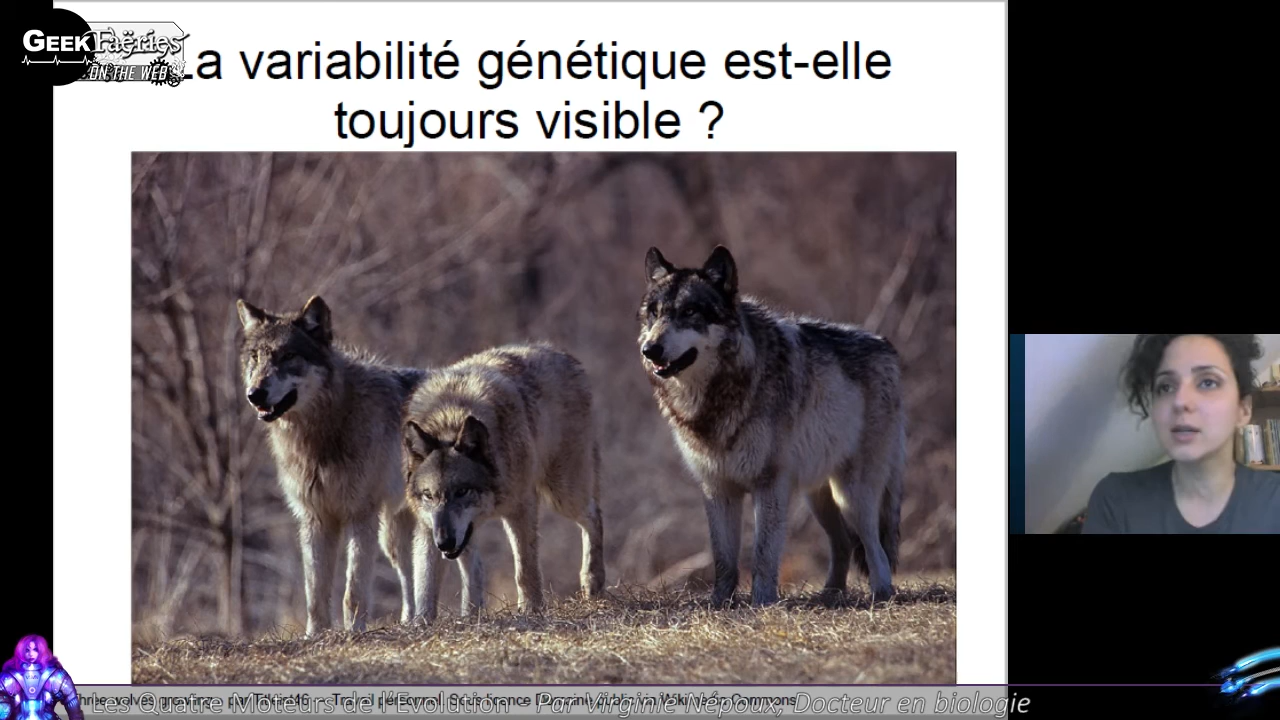 GEEK Faëries
ON THE WEB
La variabilité génétique est-elle
toujours visible ?
Les Quatre Moteurs de l'Evolution - Par Virginie Népoux, Docteur en biologie